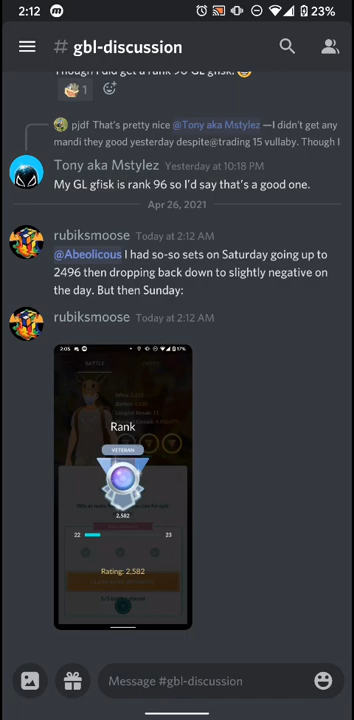 2:12
23%
# gbl-discussion
Though I did get a rank 96 GL gfisk.
1
pjdf That's pretty nice @Tony aka Mstylez —I didn't get any
mandi they good yesterday despite@trading 15 vullaby. Though I
Tony aka Mstylez Yesterday at 10:18 PM
My GL gfisk is rank 96 so I'd say that's a good one.
Apr 26, 2021
rubiksmoose Today at 2:12 AM
@Abeolicous I had so-so sets on Saturday going up to
2496 then dropping back down to slightly negative on
the day. But then Sunday:
rubiksmoose Today at 2:12 AM
2:05
17%
BATTLE
Rank
VETERAN
2,582
22 23
Rating: 2,582
Message #gbl-discussion